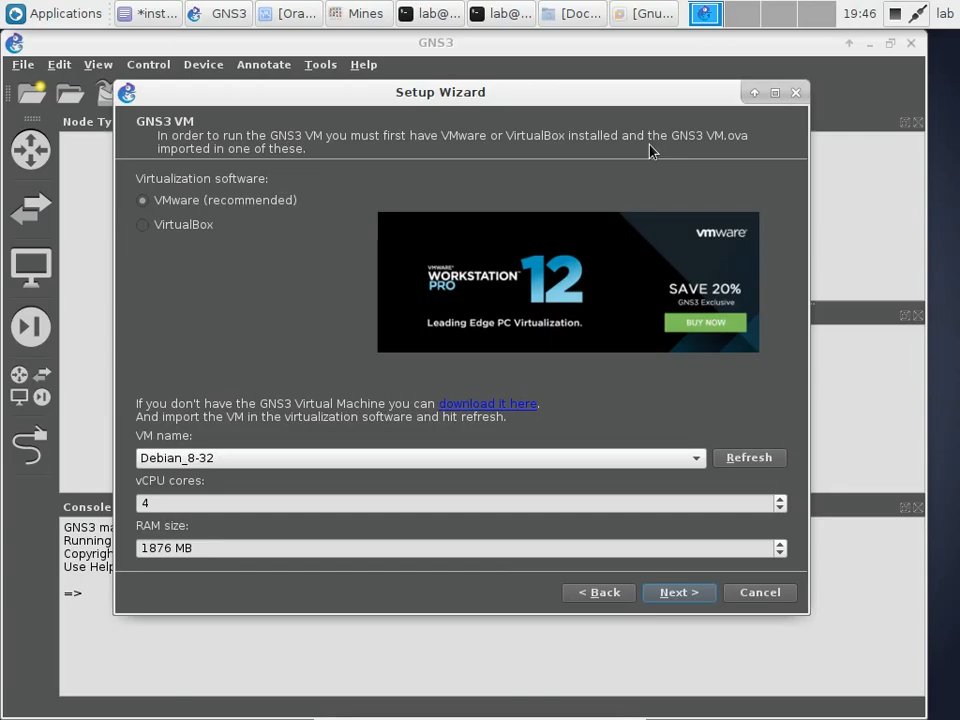 Applications
*inst...
GNS3
[Ora...
Mines
lab@...
lab@...
[Doc...
[Gnu...
19:46
lab
GNS3
File Edit View Control Device Annotate Tools Help
Setup Wizard
Node Ty
GNS3 VM
In order to run the GNS3 VM you must first have VMware or VirtualBox installed and the GNS3 VM.ova
imported in one of these.
Virtualization software:
VMware (recommended)
VirtualBox
vmware
VMWARE
WORKSTATION
PRO
12
Leading Edge PC Virtualization.
SAVE 20%
GNS3 Exclusive
BUY NOW
If you don't have the GNS3 Virtual Machine you can download it here.
And import the VM in the virtualization software and hit refresh.
VM name:
Debian_8-32
Refresh
vCPU cores:
4
RAM size:
1876 MB
< Back
Next >
Cancel
Console
GNS3 ma
Running
Copyrigh
Use Help
=>